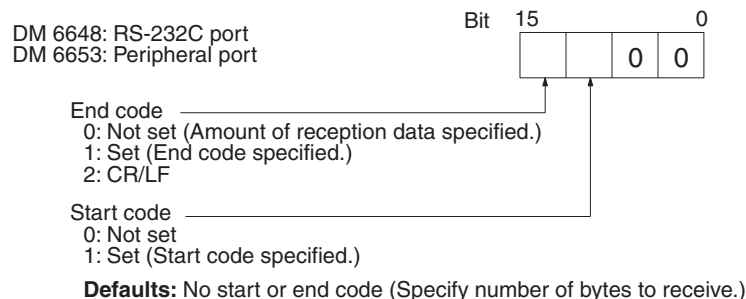 Bit 15 0
DM 6648: RS-232C port
DM 6653: Peripheral port
0 0
End code
0: Not set (Amount of reception data specified.)
1: Set (End code specified.)
2: CR/LF
Start code
0: Not set
1: Set (Start code specified.)
Defaults: No start or end code (Specify number of bytes to receive.)